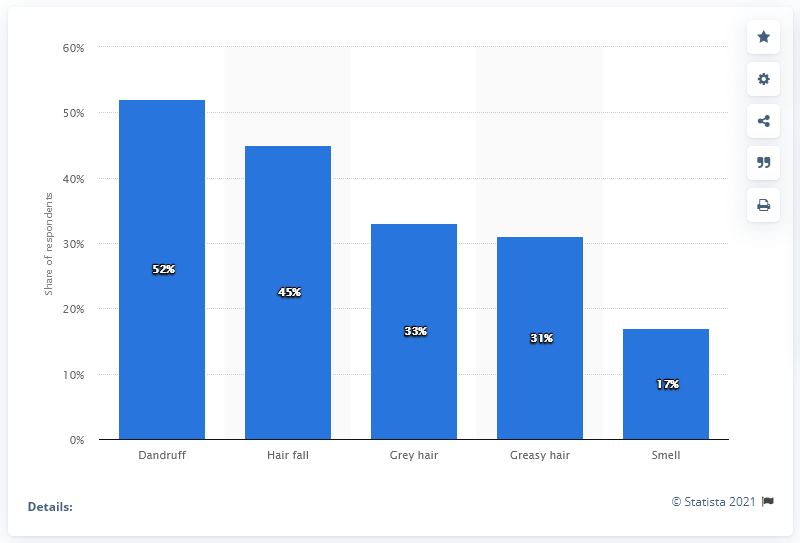 60%
50%
40%
30%
20%
10%
0%
Share of respondents
52%
45%
33%
31%
17%
Dandruff
Hair fall
Grey hair
Greasy hair
Smell
Details:
© Statista 2021